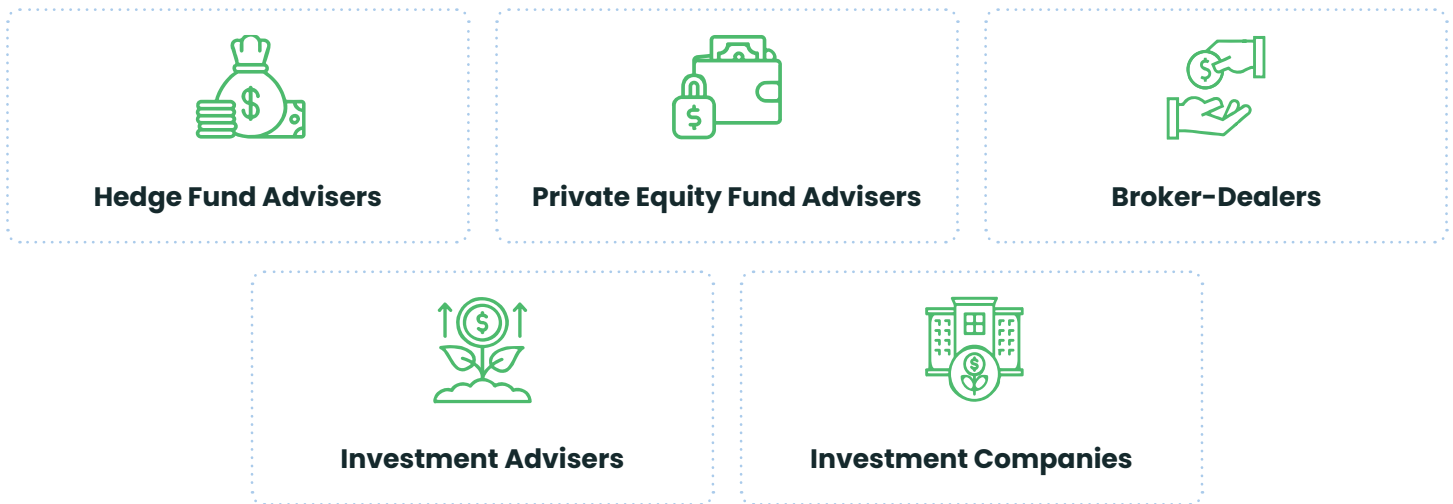 $
$
$
Hedge Fund Advisers
Private Equity Fund Advisers
Broker-Dealers
$
$
Investment Advisers
Investment Companies